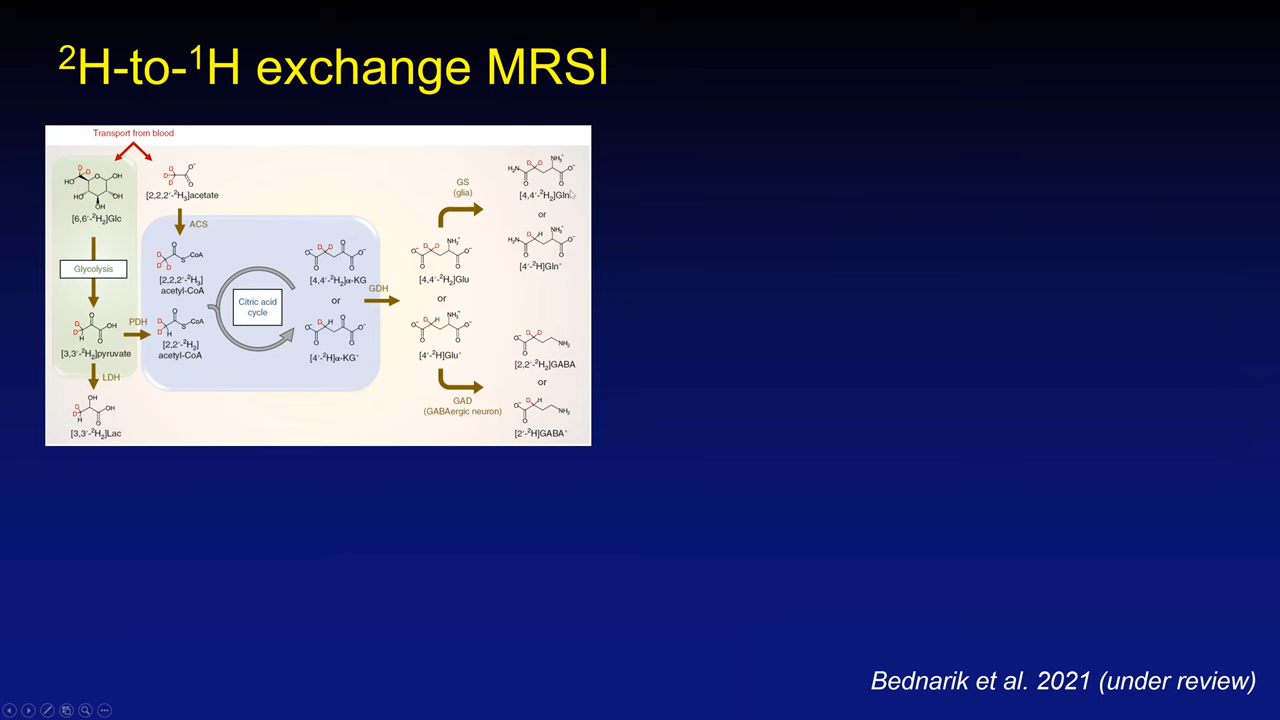 ²H-to-¹H exchange MRSI
Transport from blood
[6,6′-²H₂]Glc
[2,2,2′-²H₃]acetate
ACS
Glycolysis
[2,2,2′-²H₃]
acetyl-CoA
PDH
[3,3′-²H₂]pyruvate
[2,2′-²H₂]
acetyl-CoA
LDH
[3,3′-²H₂]Lac
Citric acid
cycle
[4,4′-²H₂]α-KG
or
[4′-²H]α-KG⁺
GDH
[4,4′-²H₂]Glu
or
[4′-²H]Glu⁺
GS
(glia)
GAD
(GABAergic neuron)
[4,4′-²H₂]Gln
or
[4′-²H]Gln⁺
[2,2′-²H₂]GABA
or
[2′-²H]GABA⁺
Bednarik et al. 2021 (under review)